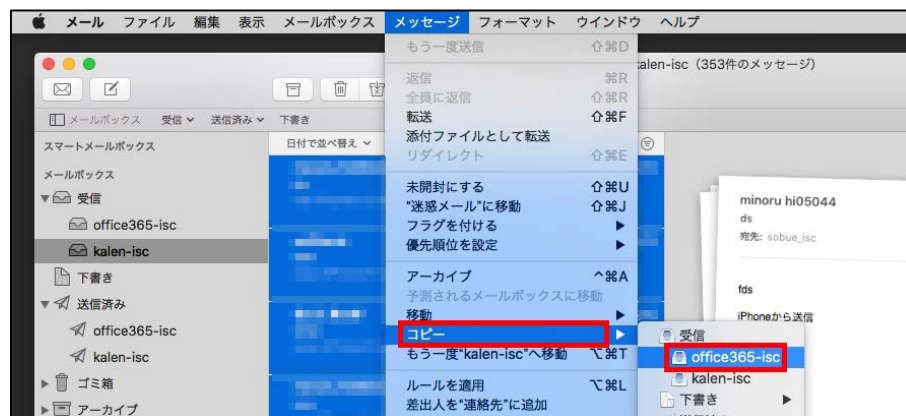 メール ファイル 編集 表示 メールボックス メッセージ フォーマット ウインドウ ヘルプ
もう一度送信 ⇧⌘D
alen-isc（353件のメッセージ）
返信 ⌘R
全員に返信 ⇧⌘R
転送 ⇧⌘F
添付ファイルとして転送
リダイレクト ⇧⌘E
メールボックス 受信 送信済み 下書き
スマートメールボックス
日付で並べ替え
メールボックス
受信
office365-isc
kalen-isc
下書き
送信済み
office365-isc
kalen-isc
ゴミ箱
アーカイブ
未開封にする ⇧⌘U
"迷惑メール"に移動 ⇧⌘J
フラグを付ける
優先順位を設定
アーカイブ ^⌘A
予測されるメールボックスに移動
移動
コピー
もう一度"kalen-isc"へ移動 ⌥⌘T
ルールを適用 ⌥⌘L
差出人を"連絡先"に追加
受信
office365-isc
kalen-isc
下書き
minoru hi05044
ds
宛先: sobue_isc
fds
iPhoneから送信